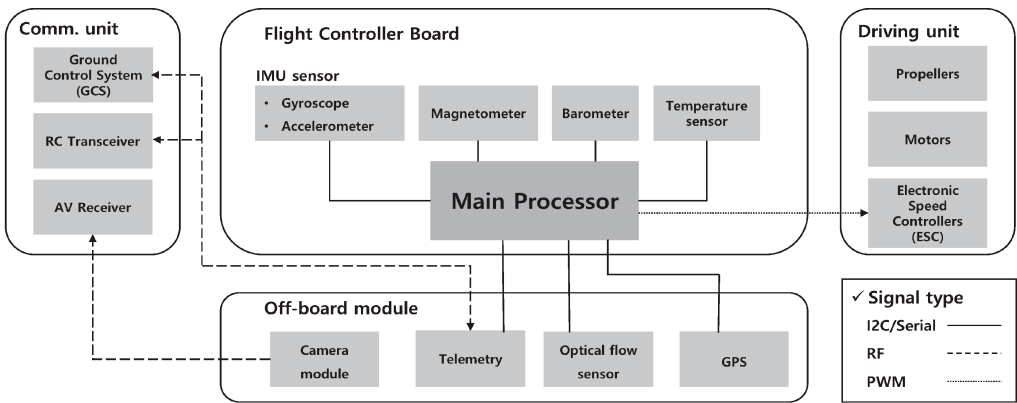 Comm. unit
Ground
Control System
(GCS)
RC Transceiver
AV Receiver
Flight Controller Board
IMU sensor
• Gyroscope
• Accelerometer
Magnetometer
Barometer
Temperature
sensor
Main Processor
Driving unit
Propellers
Motors
Electronic
Speed
Controllers
(ESC)
Off-board module
Camera
module
Telemetry
Optical flow
sensor
GPS
✓ Signal type
I2C/Serial
RF
PWM